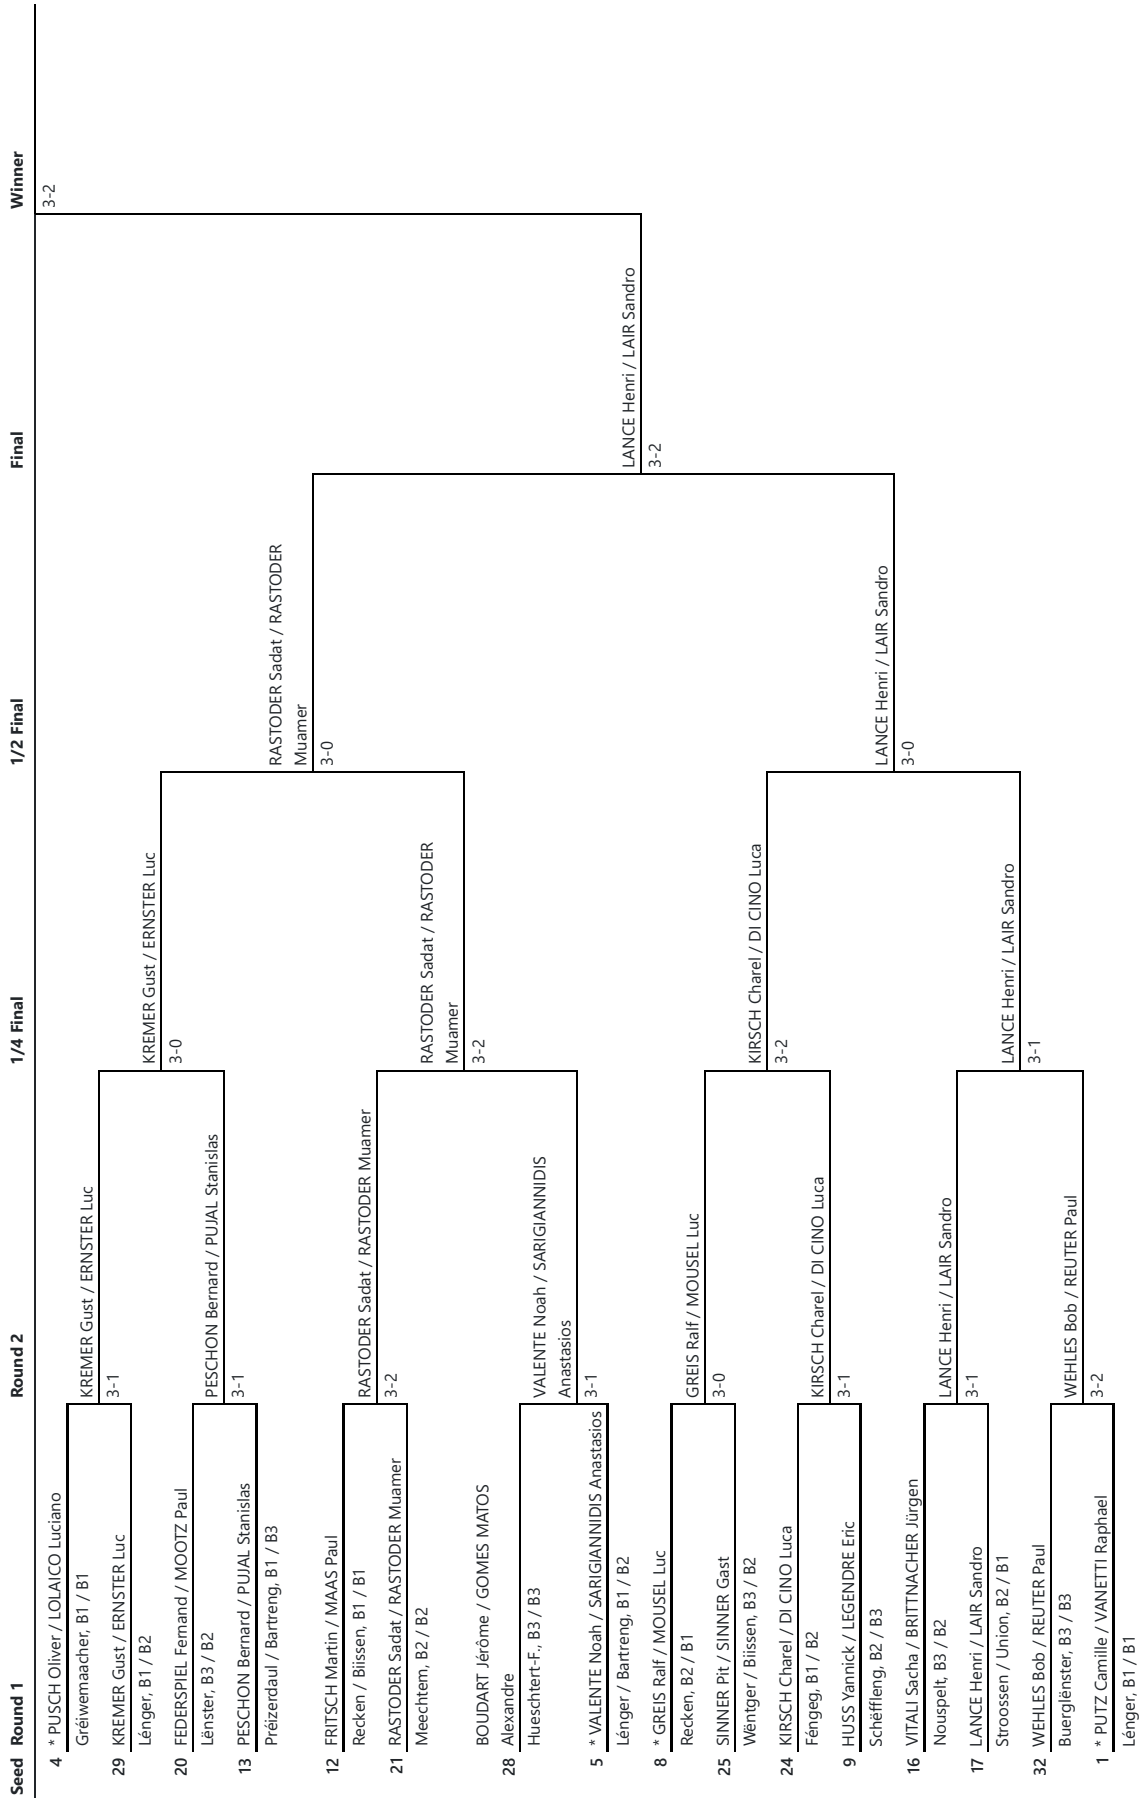 Seed Round 1 Round 2 1/4 Final 1/2 Final Final Winner
4 * PUSCH Oliver / LOLAICO Luciano
Gréiwemaacher, B1 / B1
KREMER Gust / ERNSTER Luc
3-1
29 KREMER Gust / ERNSTER Luc
Lénger, B1 / B2
KREMER Gust / ERNSTER Luc
3-0
20 FEDERSPIEL Fernand / MOOTZ Paul
Lënster, B3 / B2
PESCHON Bernard / PUJAL Stanislas
3-1
13 PESCHON Bernard / PUJAL Stanislas
Préizerdaul / Bartreng, B1 / B3
RASTODER Sadat / RASTODER
Muamer
3-0
12 FRITSCH Martin / MAAS Paul
Recken / Biissen, B1 / B1
RASTODER Sadat / RASTODER Muamer
3-2
21 RASTODER Sadat / RASTODER Muamer
Meechtem, B2 / B2
RASTODER Sadat / RASTODER
Muamer
3-2
28 BOUDART Jérôme / GOMES MATOS
Alexandre
Hueschtert-F., B3 / B3
VALENTE Noah / SARIGIANNIDIS
Anastasios
3-1
5 * VALENTE Noah / SARIGIANNIDIS Anastasios
Lénger / Bartreng, B1 / B2
LANCE Henri / LAIR Sandro
3-2
3-2
8 * GREIS Ralf / MOUSEL Luc
Recken, B2 / B1
GREIS Ralf / MOUSEL Luc
3-0
25 SINNER Pit / SINNER Gast
Wëntger / Biissen, B3 / B2
KIRSCH Charel / DI CINO Luca
3-2
24 KIRSCH Charel / DI CINO Luca
Féngeg, B1 / B2
KIRSCH Charel / DI CINO Luca
3-1
9 HUSS Yannick / LEGENDRE Eric
Schëffleng, B2 / B3
LANCE Henri / LAIR Sandro
3-0
16 VITALI Sacha / BRITTNACHER Jürgen
Nouspelt, B3 / B2
LANCE Henri / LAIR Sandro
3-1
17 LANCE Henri / LAIR Sandro
Stroossen / Union, B2 / B1
LANCE Henri / LAIR Sandro
3-1
32 WEHLES Bob / REUTER Paul
Buerglënster, B3 / B3
WEHLES Bob / REUTER Paul
3-2
1 * PUTZ Camille / VANETTI Raphael
Lénger, B1 / B1